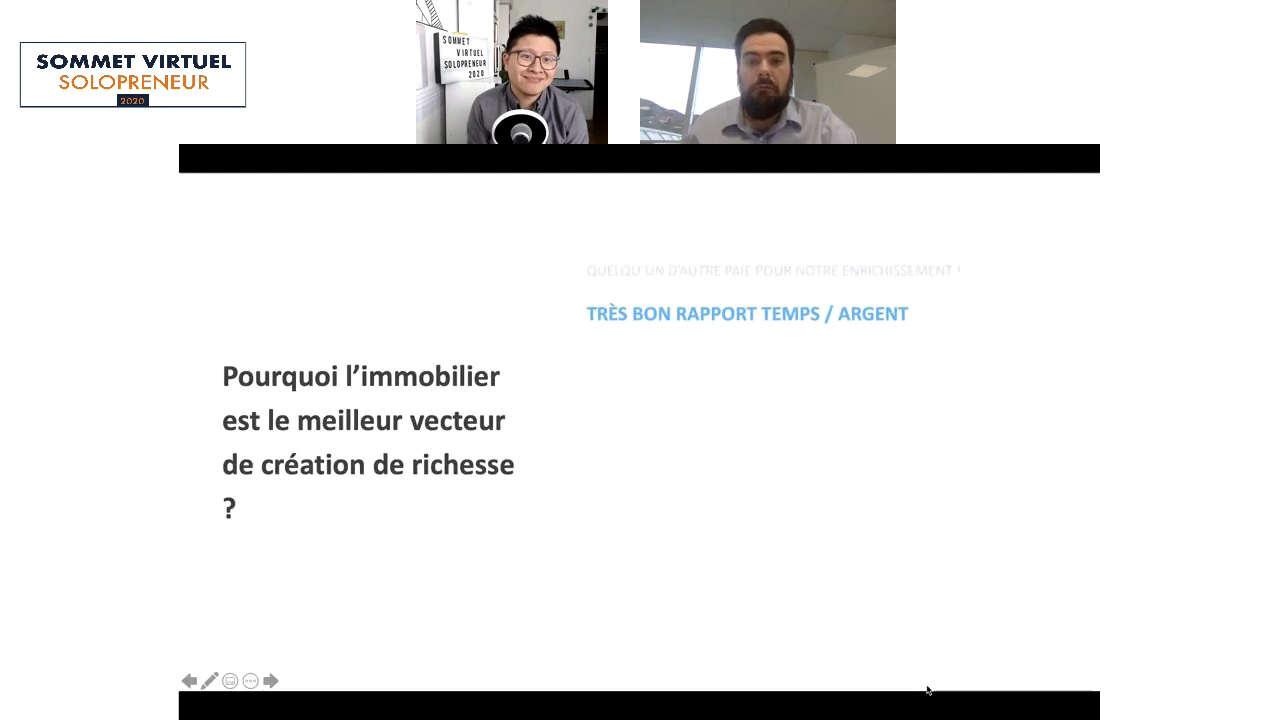 SOMMET VIRTUEL
SOLOPRENEUR
2020
SOMMET
VIRTUEL
SOLOPRENEUR
2020
QUELQU'UN D'AUTRE PAIE POUR NOTRE ENRICHISSEMENT !
TRÈS BON RAPPORT TEMPS / ARGENT
Pourquoi l’immobilier
est le meilleur vecteur
de création de richesse
?